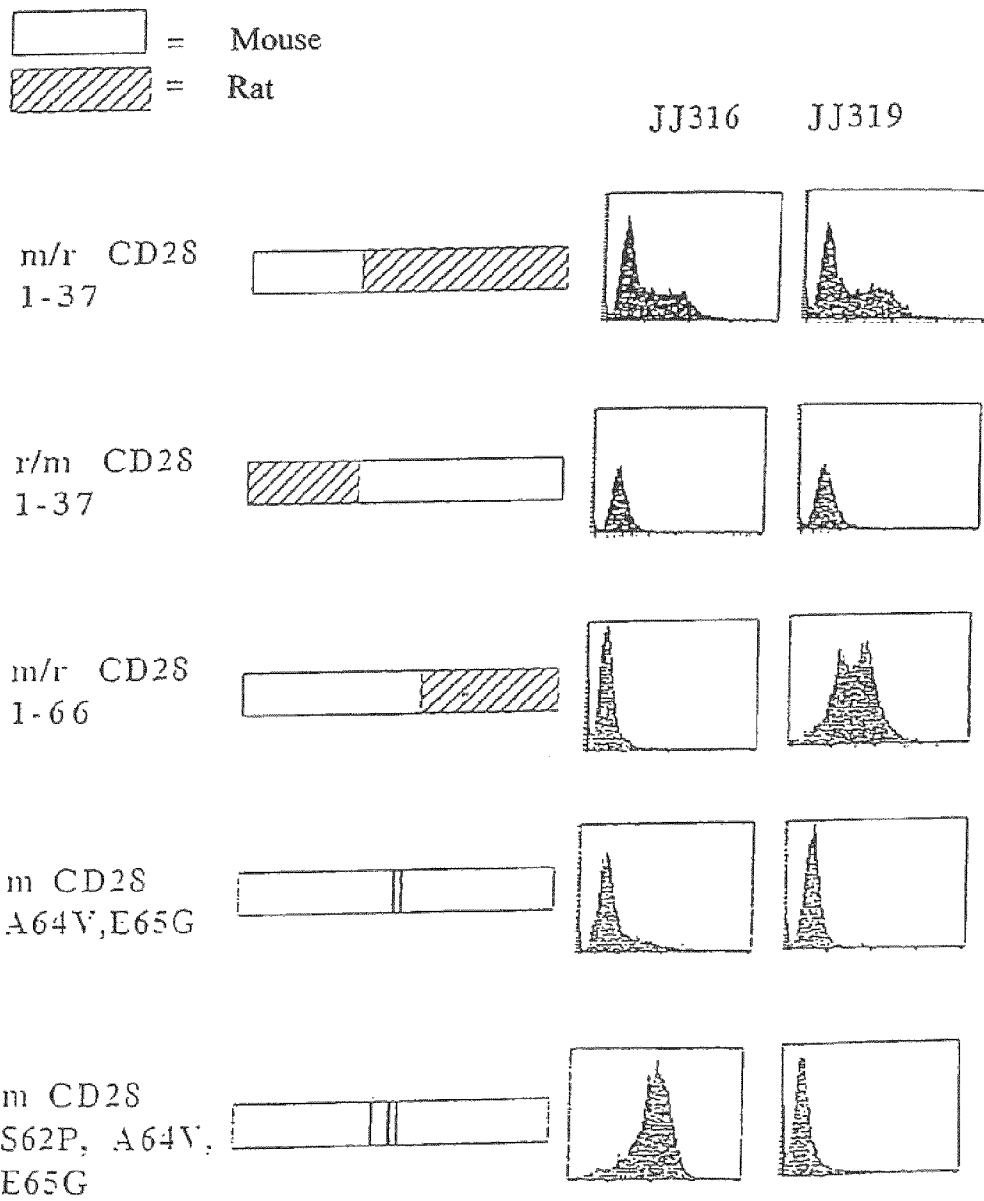 = Mouse
= Rat
JJ316 JJ319
m/r CD28
1-37
r/m CD28
1-37
m/r CD28
1-66
m CD28
A64V,E65G
m CD28
S62P, A64V,
E65G